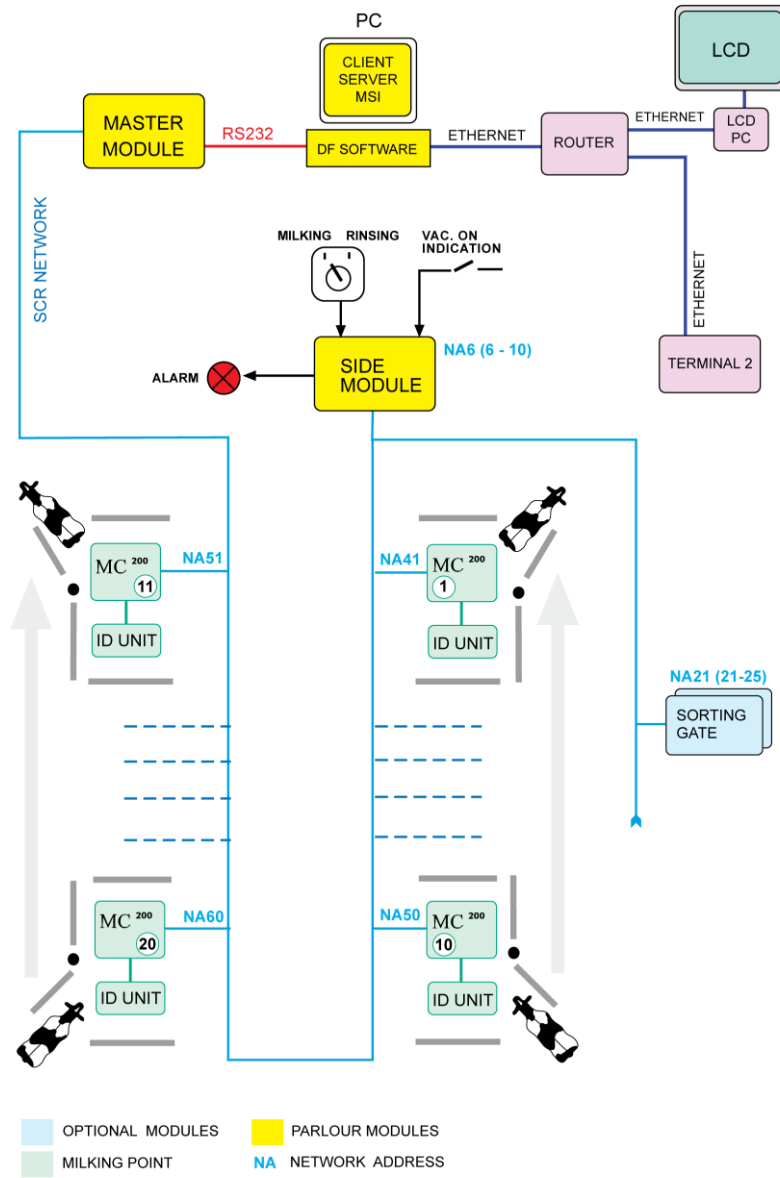 PC
LCD
CLIENT
SERVER
MSI
MASTER
MODULE
RS232
DF SOFTWARE
ETHERNET
ROUTER
ETHERNET
LCD
PC
SCR NETWORK
MILKING RINSING
VAC. ON
INDICATION
ETHERNET
SIDE
MODULE
NA6 (6 - 10)
TERMINAL 2
ALARM
MC 200
11
NA51
ID UNIT
NA41
MC 200
1
ID UNIT
NA21 (21-25)
SORTING
GATE
MC 200
20
NA60
ID UNIT
NA50
MC 200
10
ID UNIT
OPTIONAL MODULES
PARLOUR MODULES
MILKING POINT
NA NETWORK ADDRESS